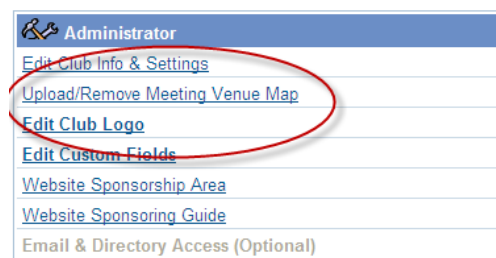 Administrator
Edit Club Info & Settings
Upload/Remove Meeting Venue Map
Edit Club Logo
Edit Custom Fields
Website Sponsorship Area
Website Sponsoring Guide
Email & Directory Access (Optional)